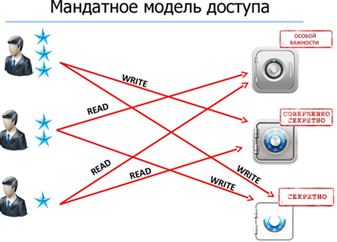 Мандатное модель доступа
ОСОБОЙ
ВАЖНОСТИ
WRITE
READ
СОВЕРШЕННО
СЕКРЕТНО
READ
READ
WRITE
WRITE
СЕКРЕТНО